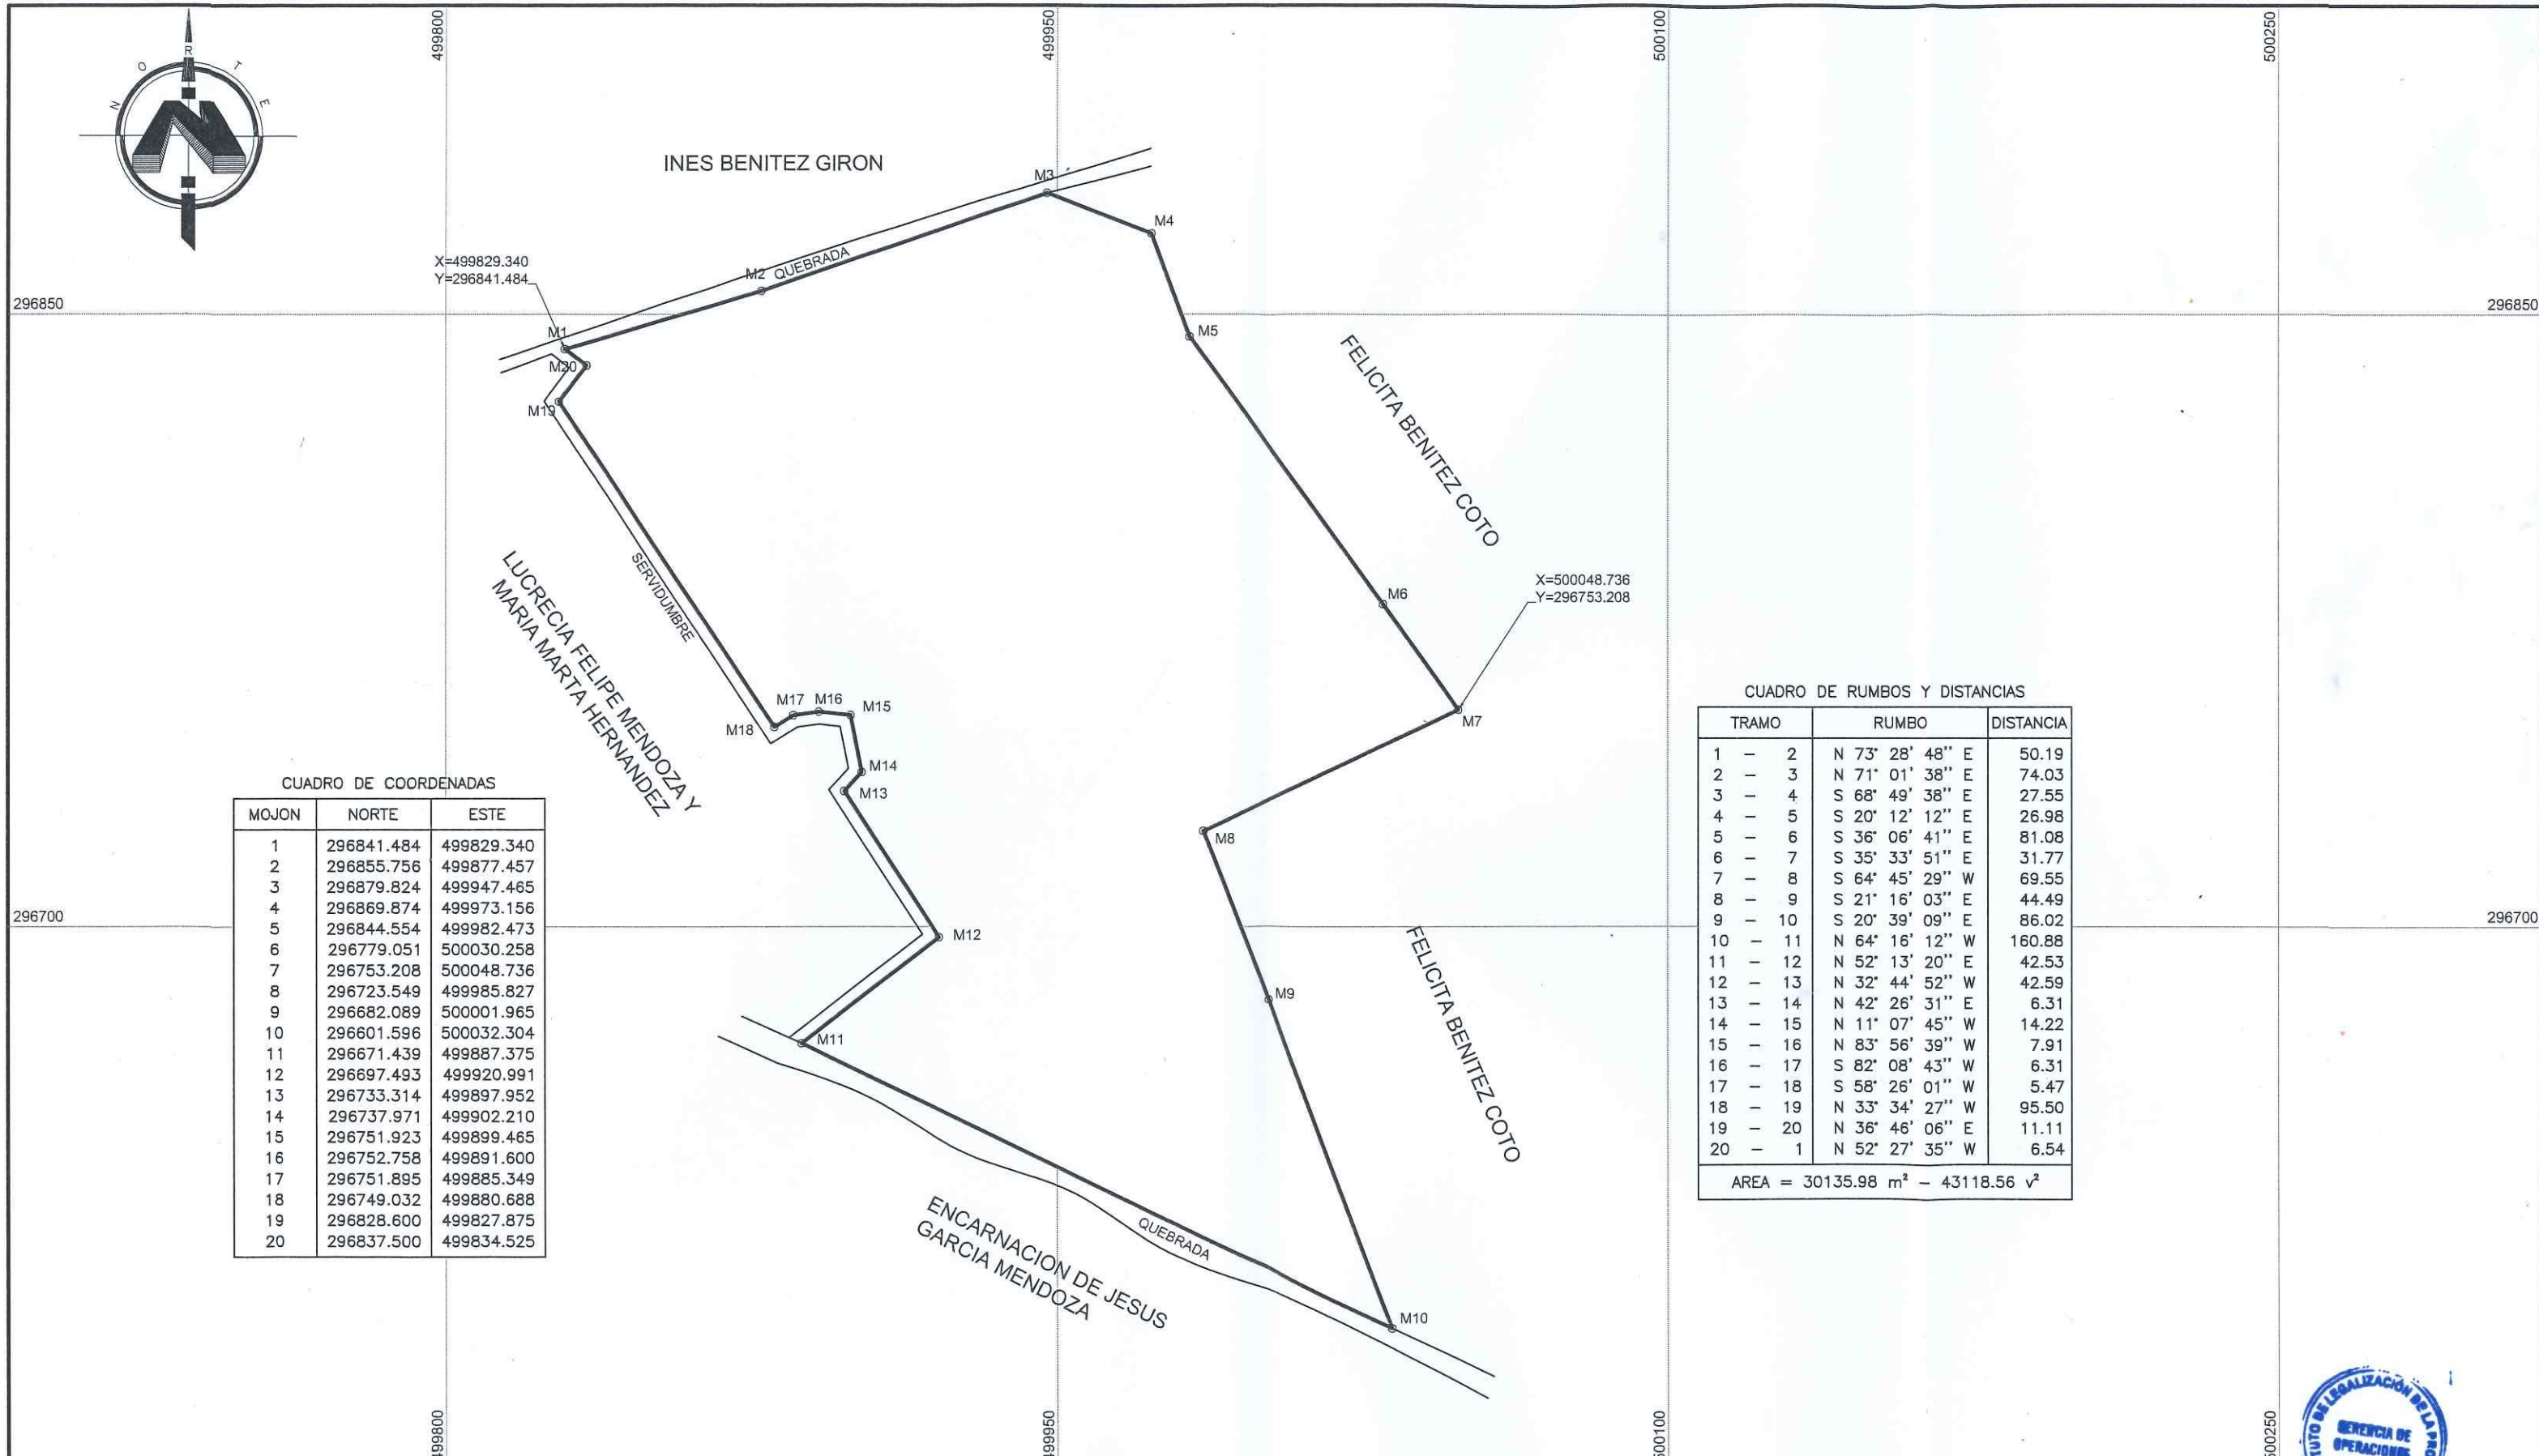 499800
499950
500100
500250
N O R T E
INES BENITEZ GIRON
M3
M4
X=499829.340
Y=296841.484
M2
QUEBRADA
296850
296850
M1
M5
M20
M19
FELICITA BENITEZ COTO
SERVIDUMBRE
LUCRECIA FELIPE MENDOZA Y
MARIA MARTA HERNANDEZ
X=500048.736
Y=296753.208
M6
M7
M17
M16
M15
M18
M14
M13
M8
CUADRO DE COORDENADAS
MOJON NORTE ESTE
1 296841.484 499829.340
2 296855.756 499877.457
3 296879.824 499947.465
4 296869.874 499973.156
5 296844.554 499982.473
6 296779.051 500030.258
7 296753.208 500048.736
8 296723.549 499985.827
9 296682.089 500001.965
10 296601.596 500032.304
11 296671.439 499887.375
12 296697.493 499920.991
13 296733.314 499897.952
14 296737.971 499902.210
15 296751.923 499899.465
16 296752.758 499891.600
17 296751.895 499885.349
18 296749.032 499880.688
19 296828.600 499827.875
20 296837.500 499834.525
CUADRO DE RUMBOS Y DISTANCIAS
TRAMO RUMBO DISTANCIA
1 – 2 N 73° 28' 48'' E 50.19
2 – 3 N 71° 01' 38'' E 74.03
3 – 4 S 68° 49' 38'' E 27.55
4 – 5 S 20° 12' 12'' E 26.98
5 – 6 S 36° 06' 41'' E 81.08
6 – 7 S 35° 33' 51'' E 31.77
7 – 8 S 64° 45' 29'' W 69.55
8 – 9 S 21° 16' 03'' E 44.49
9 – 10 S 20° 39' 09'' E 86.02
10 – 11 N 64° 16' 12'' W 160.88
11 – 12 N 52° 13' 20'' E 42.53
12 – 13 N 32° 44' 52'' W 42.59
13 – 14 N 42° 26' 31'' E 6.31
14 – 15 N 11° 07' 45'' W 14.22
15 – 16 N 83° 56' 39'' W 7.91
16 – 17 S 82° 08' 43'' W 6.31
17 – 18 S 58° 26' 01'' W 5.47
18 – 19 N 33° 34' 27'' W 95.50
19 – 20 N 36° 46' 06'' E 11.11
20 – 1 N 52° 27' 35'' W 6.54
AREA = 30135.98 m² – 43118.56 v²
296700
296700
M12
M9
M11
FELICITA BENITEZ COTO
QUEBRADA
ENCARNACION DE JESUS
GARCIA MENDOZA
M10
499800
499950
500100
500250
DE LEGALIZACIÓN DE LA
GERENCIA DE
OPERACIONES